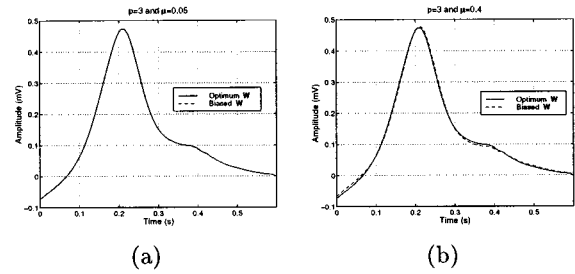 p=3 and μ=0.05
0.5
0.4
0.3
0.2
0.1
0
-0.1
Amplitude (mV)
Optimum W
Biased W
0
0.1
0.2
0.3
0.4
0.5
Time (s)
(a)
p=3 and μ=0.4
0.5
0.4
0.3
0.2
0.1
0
-0.1
Amplitude (mV)
Optimum W
Biased W
0
0.1
0.2
0.3
0.4
0.5
Time (s)
(b)